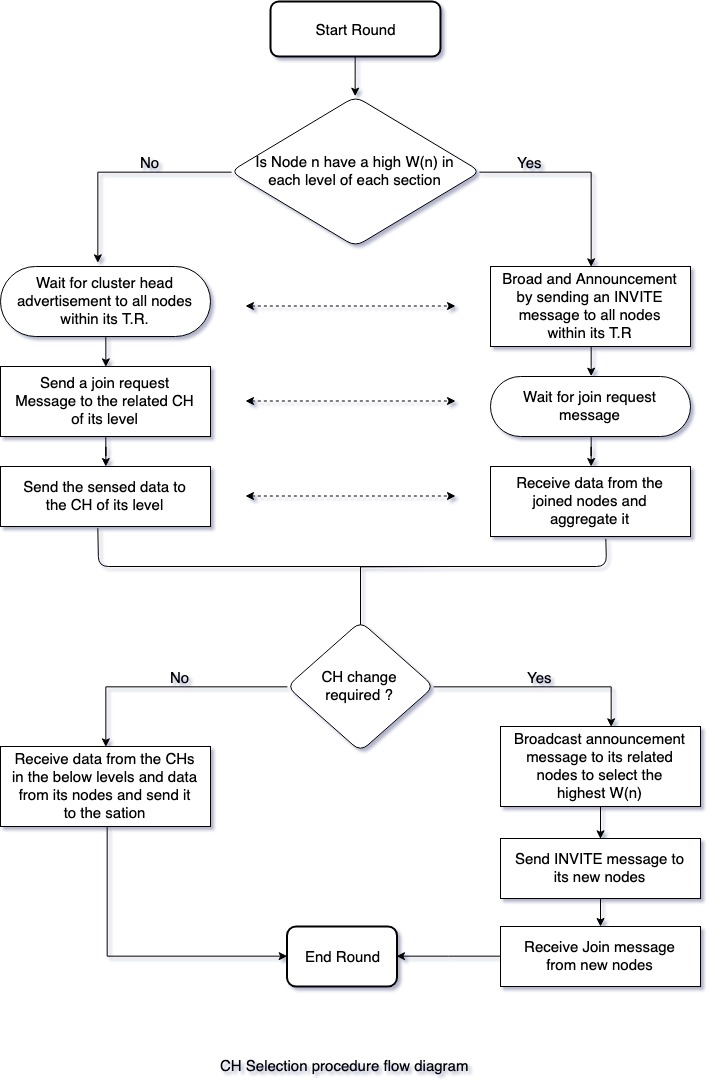 Start Round
Is Node n have a high W(n) in
each level of each section
No
Yes
Wait for cluster head
advertisement to all nodes
within its T.R.
Broad and Announcement
by sending an INVITE
message to all nodes
within its T.R
Send a join request
Message to the related CH
of its level
Wait for join request
message
Send the sensed data to
the CH of its level
Receive data from the
joined nodes and
aggregate it
CH change
required ?
No
Yes
Receive data from the CHs
in the below levels and data
from its nodes and send it
to the sation
Broadcast announcement
message to its related
nodes to select the
highest W(n)
Send INVITE message to
its new nodes
Receive Join message
from new nodes
End Round
CH Selection procedure flow diagram